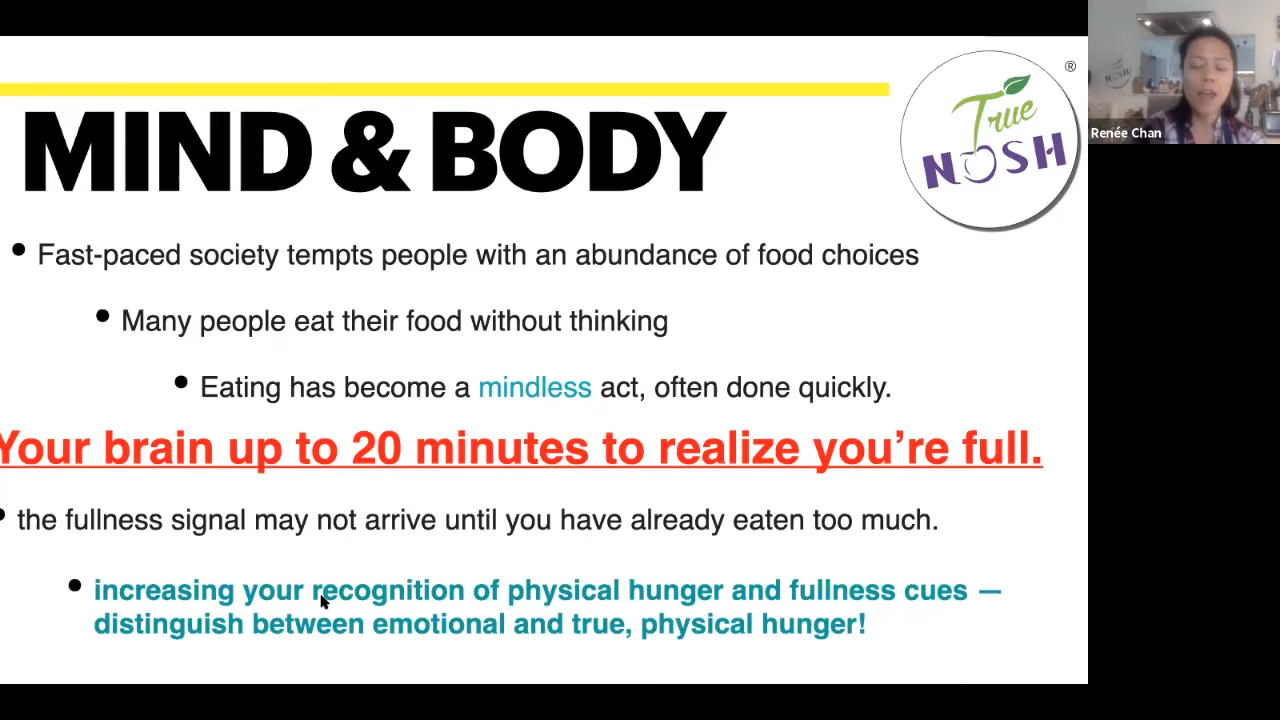 MIND & BODY
True
NOSH
®
Renée Chan
• Fast-paced society tempts people with an abundance of food choices
• Many people eat their food without thinking
• Eating has become a mindless act, often done quickly.
Your brain up to 20 minutes to realize you’re full.
• the fullness signal may not arrive until you have already eaten too much.
• increasing your recognition of physical hunger and fullness cues —
distinguish between emotional and true, physical hunger!